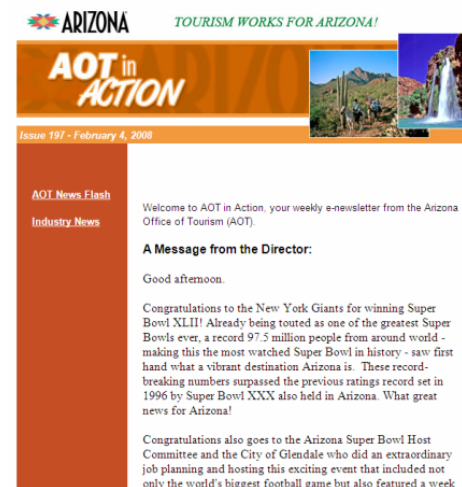 ARIZONA TOURISM WORKS FOR ARIZONA!
AOT in
ACTION
Issue 197 - February 4, 2008
AOT News Flash
Industry News
Welcome to AOT in Action, your weekly e-newsletter from the Arizona
Office of Tourism (AOT).
A Message from the Director:
Good afternoon.
Congratulations to the New York Giants for winning Super
Bowl XLII! Already being touted as one of the greatest Super
Bowls ever, a record 97.5 million people from around world -
making this the most watched Super Bowl in history - saw first
hand what a vibrant destination Arizona is. These record-
breaking numbers surpassed the previous ratings record set in
1996 by Super Bowl XXX also held in Arizona. What great
news for Arizona!
Congratulations also goes to the Arizona Super Bowl Host
Committee and the City of Glendale who did an extraordinary
job planning and hosting this exciting event that included not
only the world's biggest football game but also featured a week